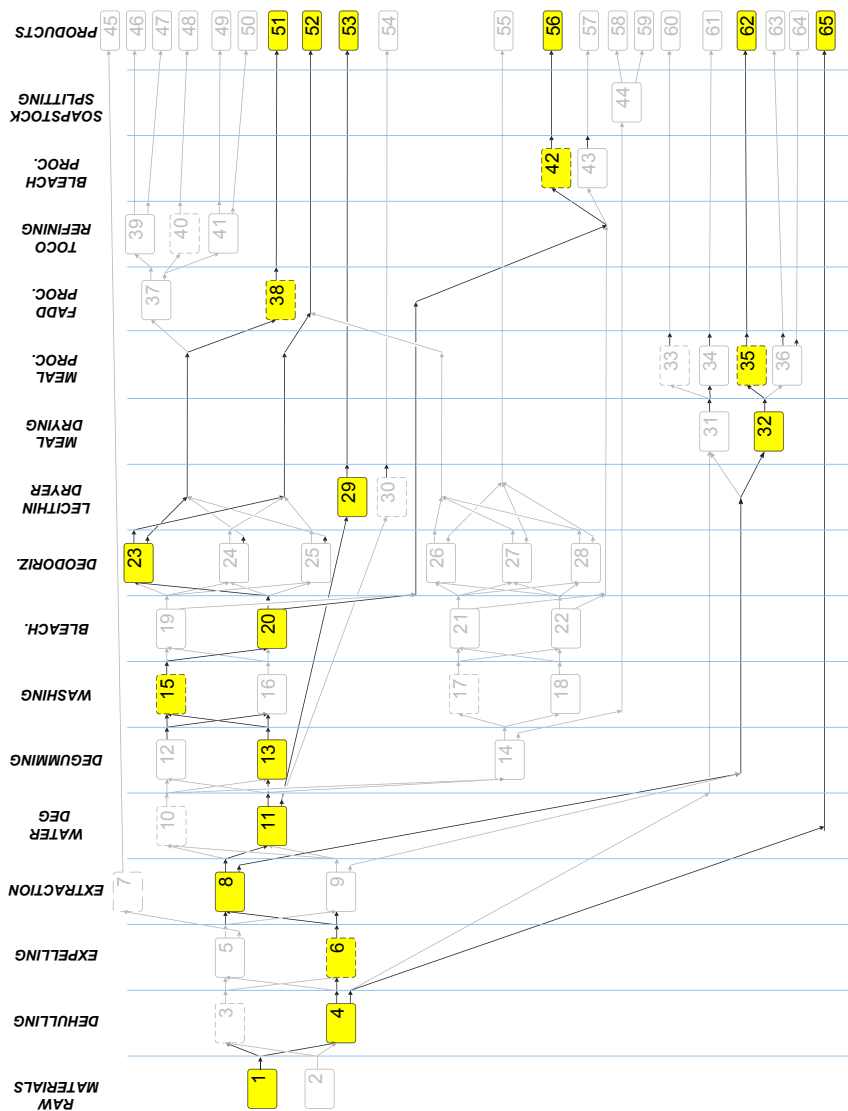 PRODUCTS
45
46
47
48
49
50
51
52
53
54
55
56
57
58
59
60
61
62
63
64
65
SOAPSTOCK
SPLITTING
44
BLEACH
PROC.
42
43
TOCO
REFINING
39
40
41
FADD
PROC.
37
38
MEAL
PROC.
33
34
35
36
MEAL
DRYING
31
32
LECITHIN
DRYER
29
30
DEODORIZ.
23
24
25
26
27
28
BLEACH.
19
20
21
22
WASHING
15
16
17
18
DEGUMMING
12
13
14
WATER
DEG
10
11
EXTRACTION
7
8
9
EXPELLING
5
6
DEHULLING
3
4
RAW
MATERIALS
1
2